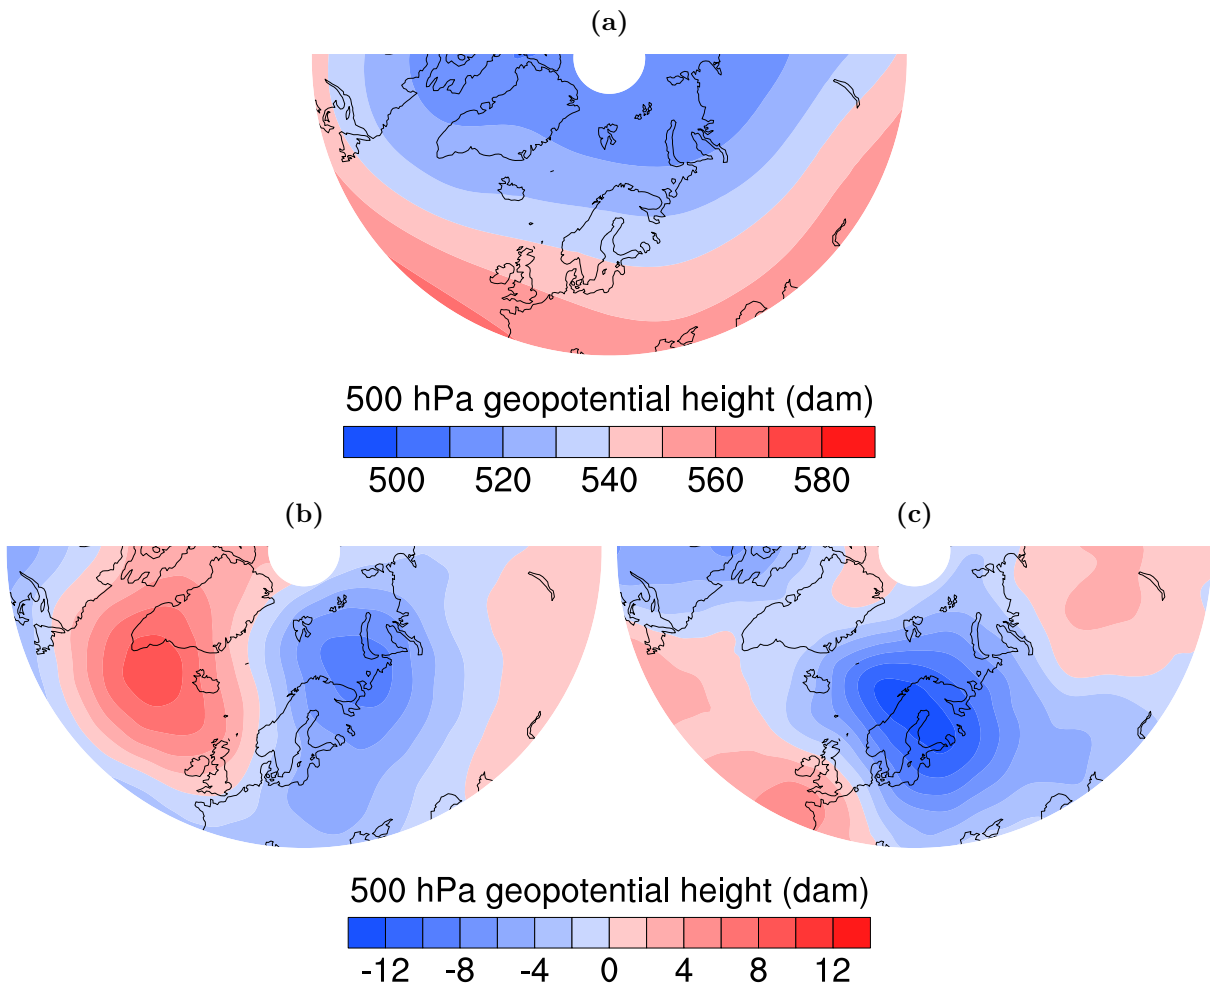 (a)
500 hPa geopotential height (dam)
500 520 540 560 580
(b) (c)
500 hPa geopotential height (dam)
-12 -8 -4 0 4 8 12